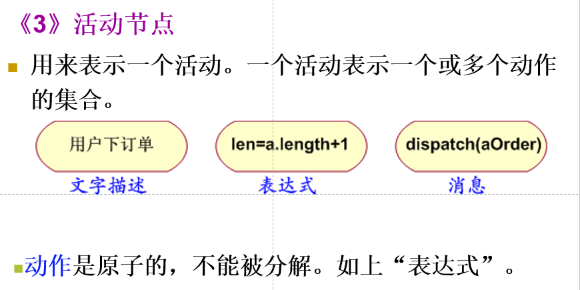 《3》活动节点
用来表示一个活动。一个活动表示一个或多个动作
的集合。
用户下订单 len=a.length+1 dispatch(aOrder)
文字描述 表达式 消息
动作是原子的，不能被分解。如上“表达式”。